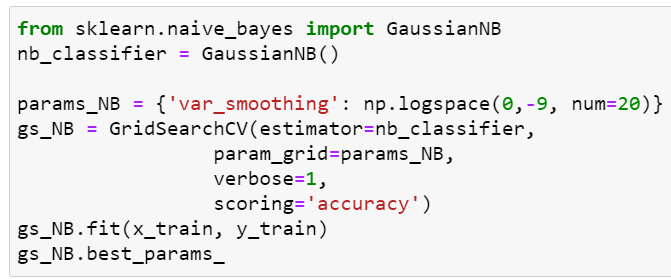 from sklearn.naive_bayes import GaussianNB
nb_classifier = GaussianNB()

params_NB = {'var_smoothing': np.logspace(0,-9, num=20)}
gs_NB = GridSearchCV(estimator=nb_classifier,
                 param_grid=params_NB,
                 verbose=1,
                 scoring='accuracy')
gs_NB.fit(x_train, y_train)
gs_NB.best_params_